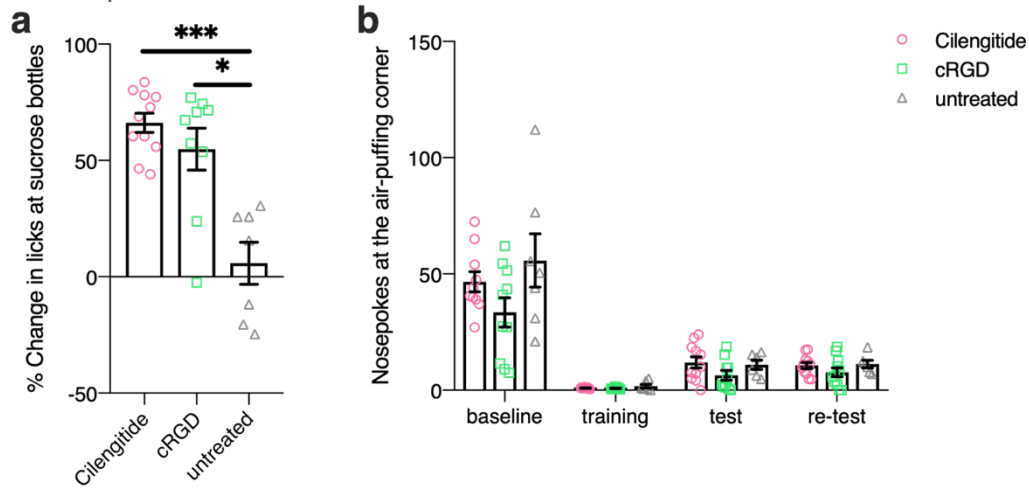 a
***
*
100
50
0
-50
% Change in licks at sucrose bottles
Cilengitide
cRGD
untreated
b
150
100
50
0
Nosepokes at the air-puffing corner
baseline
training
test
re-test
Cilengitide
cRGD
untreated